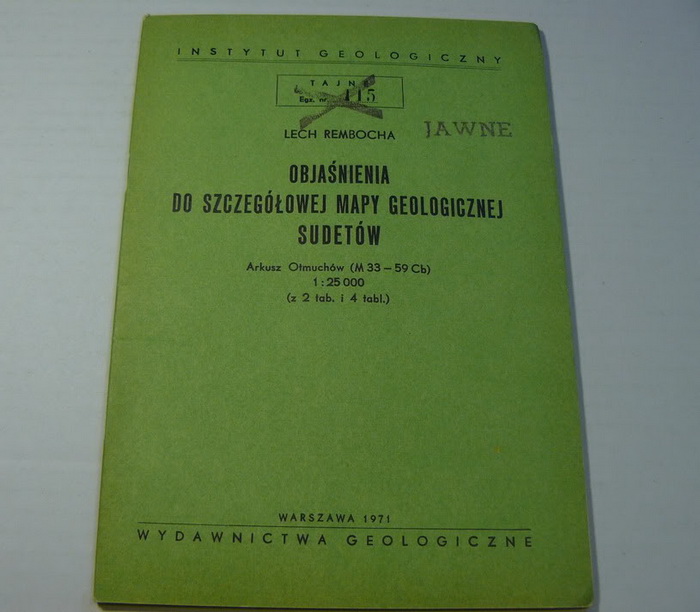 INSTYTUT GEOLOGICZNY
TAJNE
Egz. nr 115
LECH REMBOCHA
JAWNE
OBJAŚNIENIA
DO SZCZEGÓŁOWEJ MAPY GEOLOGICZNEJ
SUDETÓW
Arkusz Otmuchów (M 33 – 59 Cb)
1 : 25 000
(z 2 tab. i 4 tabl.)
WARSZAWA 1971
WYDAWNICTWA GEOLOGICZNE